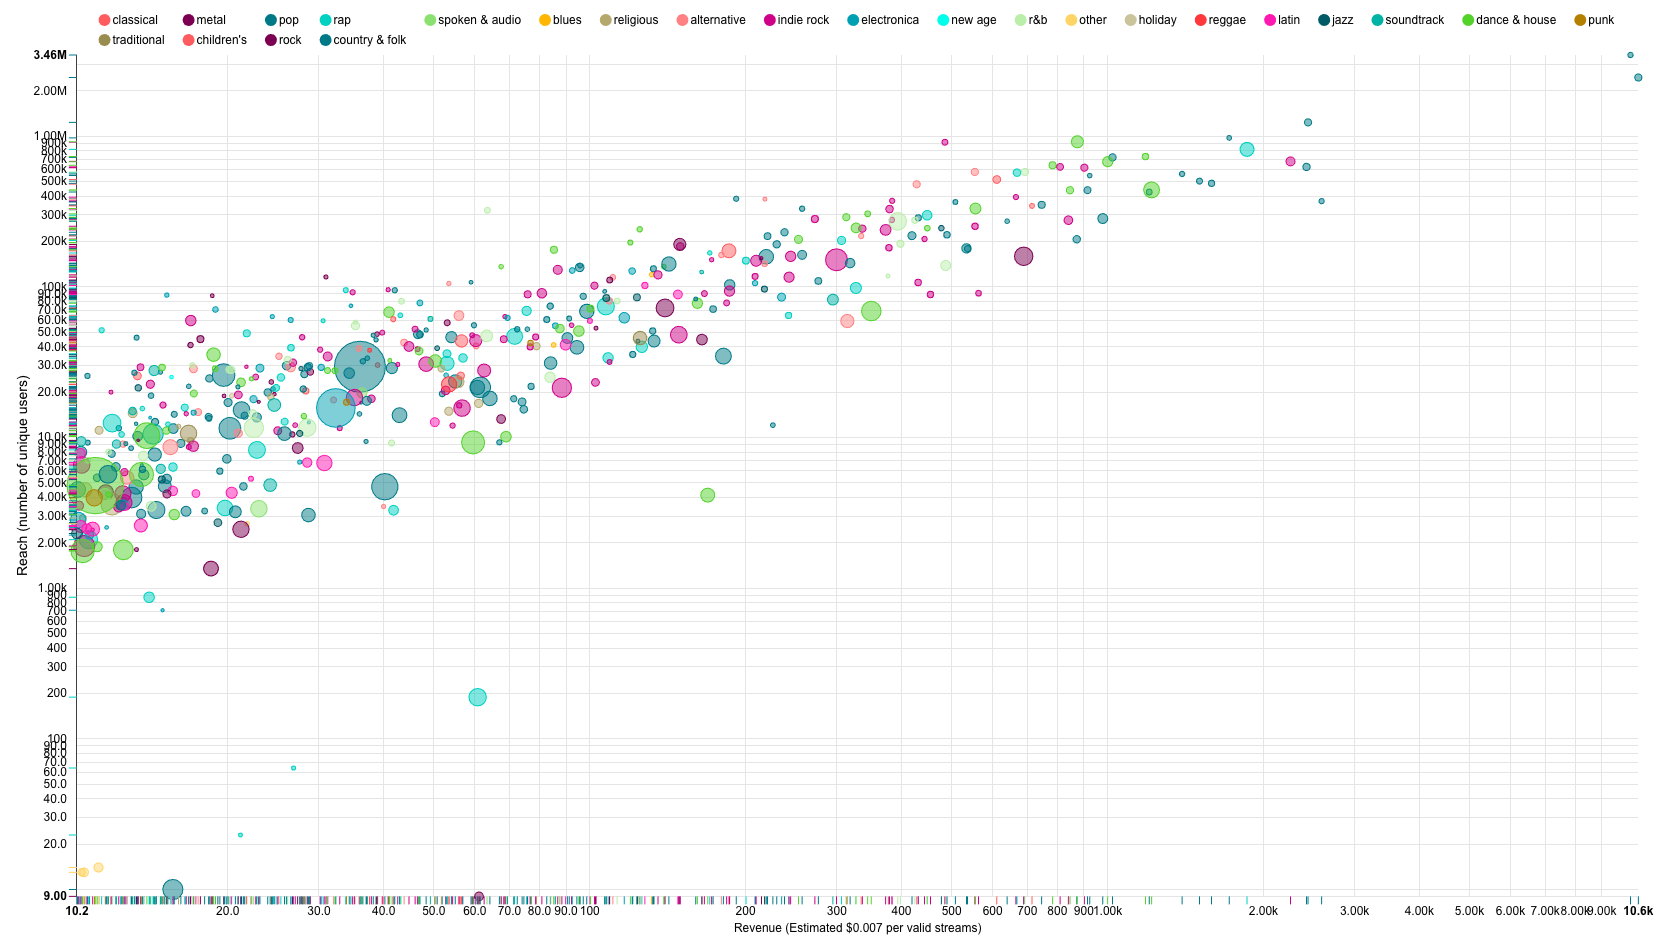 classical metal pop rap spoken & audio blues religious alternative indie rock electronica new age r&b other holiday reggae latin jazz soundtrack dance & house punk
traditional children's rock country & folk
3.46M
2.00M
1.00M
900k
800k
700k
600k
500k
400k
300k
200k
100k
90.0k
80.0k
70.0k
60.0k
50.0k
40.0k
30.0k
20.0k
10.0k
9.00k
8.00k
7.00k
6.00k
5.00k
4.00k
3.00k
2.00k
1.00k
900
800
700
600
500
400
300
200
100
90.0
80.0
70.0
60.0
50.0
40.0
30.0
20.0
9.00
Reach (number of unique users)
10.2 20.0 30.0 40.0 50.0 60.0 70.0 80.0 90.0 100 200 300 400 500 600 700 800 900 1.00k 2.00k 3.00k 4.00k 5.00k 6.00k 7.00k 8.00k 9.00k 10.6k
Revenue (Estimated $0.007 per valid streams)